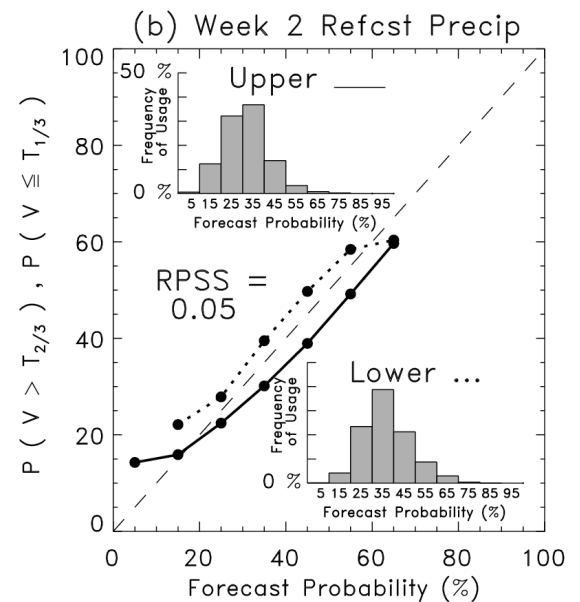 (b) Week 2 Refcst Precip
P ( V > T2/3 ) , P ( V ≦ T1/3 )
100
80
60
40
20
0
50 %
0 %
Frequency
of Usage
Upper
5 15 25 35 45 55 65 75 85 95
Forecast Probability (%)
RPSS =
0.05
Lower
Frequency
of Usage
0 %
5 15 25 35 45 55 65 75 85 95
Forecast Probability (%)
0 20 40 60 80 100
Forecast Probability (%)